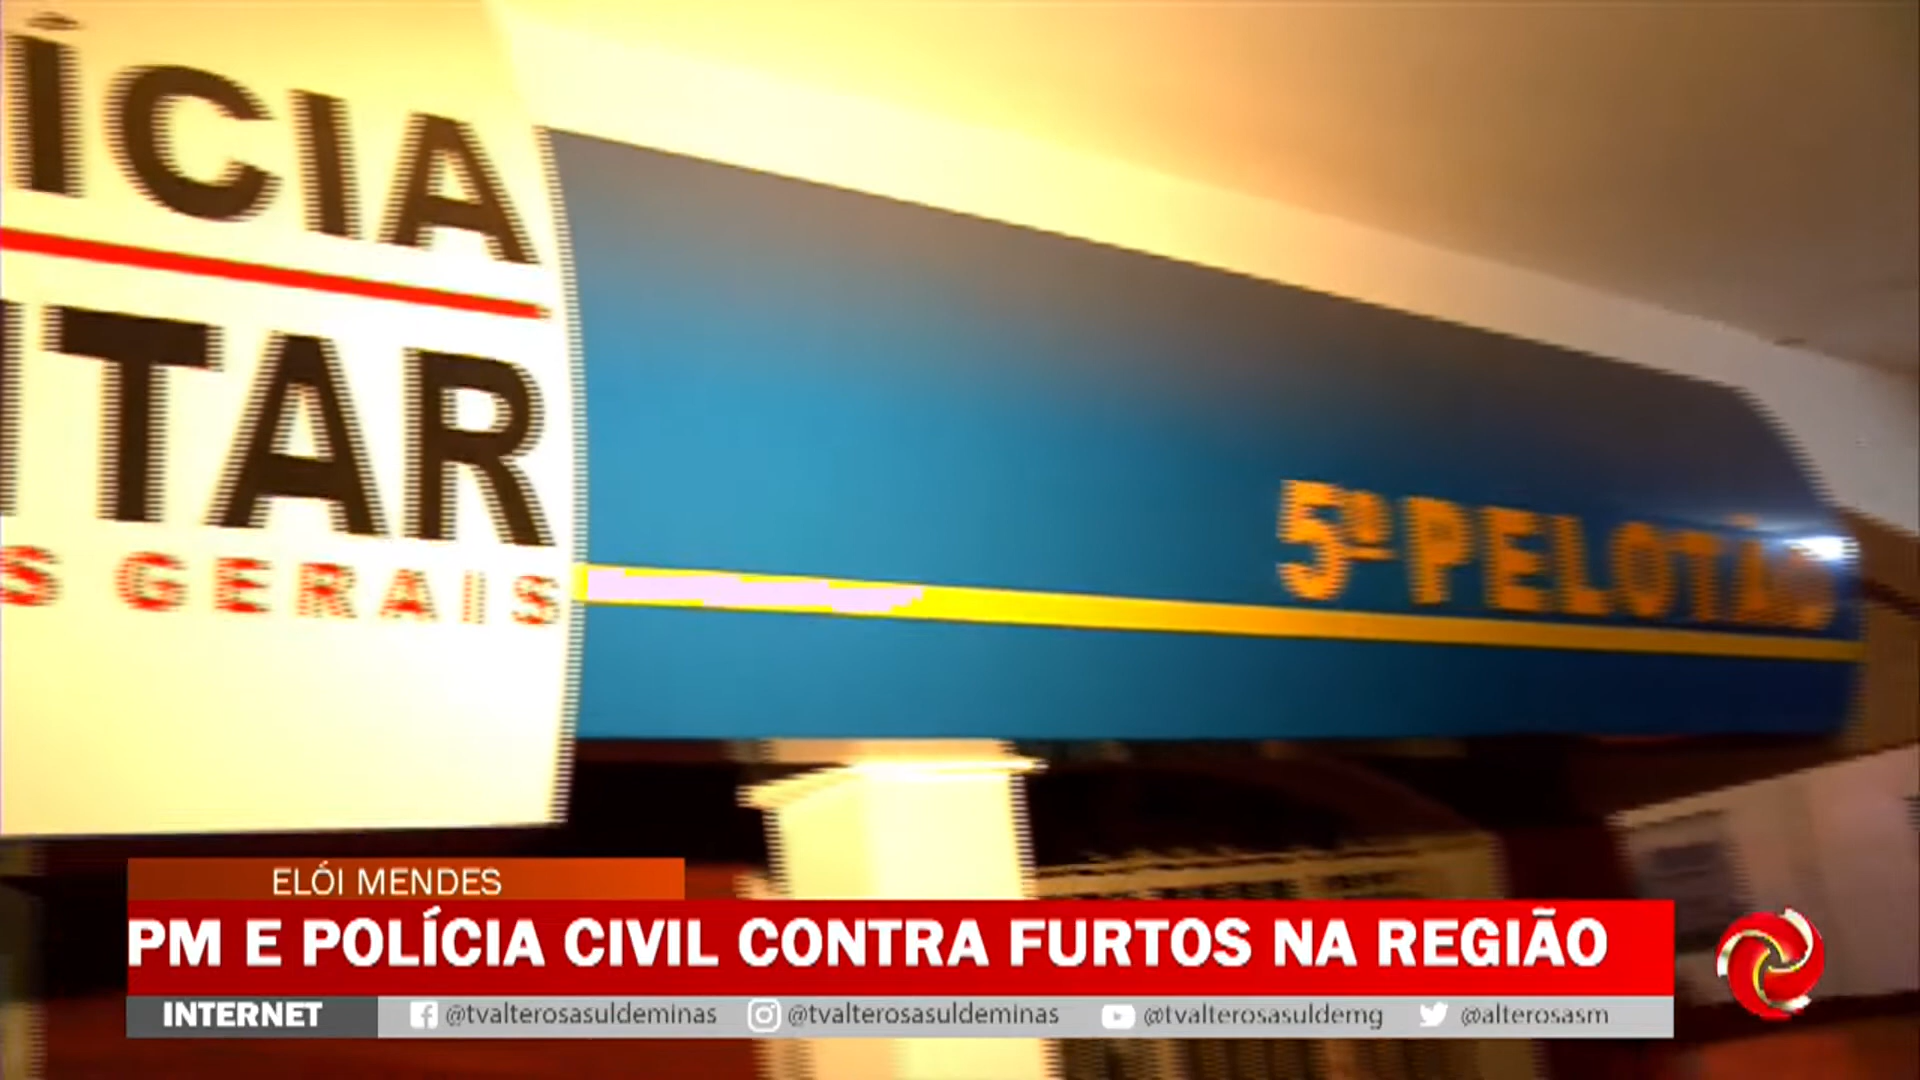 ÍCIA
ITAR
S GERAIS
5º PELOTÃO
ELÓI MENDES
PM E POLÍCIA CIVIL CONTRA FURTOS NA REGIÃO
INTERNET @tvalterosasuldeminas @tvalterosasuldeminas @tvalterosasuldemg @alterosasm